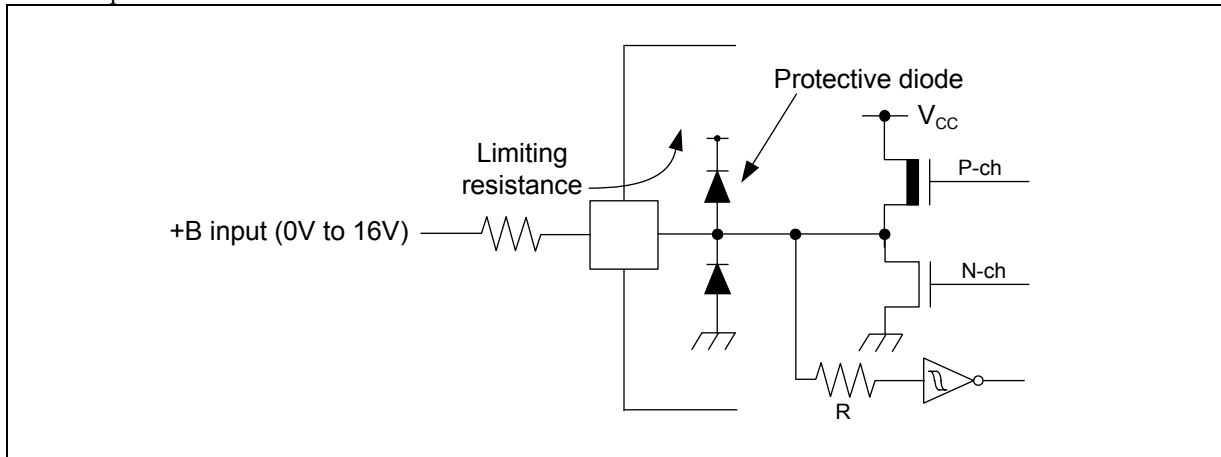 Protective diode
VCC
Limiting
resistance
P-ch
+B input (0V to 16V)
N-ch
R